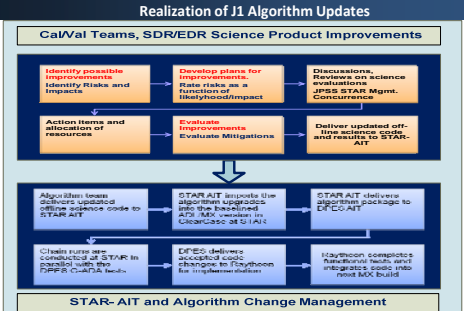 Realization of J1 Algorithm Updates
Cal/Val Teams, SDR/EDR Science Product Improvements
Identify possible
improvements
Identify Risks and
Impacts
Develop plans for
improvements.
Rate risks as a
function of
likelyhood/impact
Discussions,
Reviews on science
evaluations
JPSS STAR Mgmt.
Concurrence
Action items and
allocation of
resources
Evaluate
Improvements
Evaluate Mitigations
Deliver updated off-
line science code
and results to STAR-
AIT
Algorithm team
delivers updated
offline science code to
STAR AIT
STAR AIT imports the
algorithm upgrades
into the baselined
ADL/MX version in
ClearCase at STAR
STAR AIT delivers
algorithm package to
DPES AIT
Chain runs are
conducted at STAR in
parallel with the
DPES G-ADA tests
DPES delivers
accepted code
changes to Raytheon
for implementation
Raytheon completes
functional tests and
integrates code into
next MX build
STAR- AIT and Algorithm Change Management